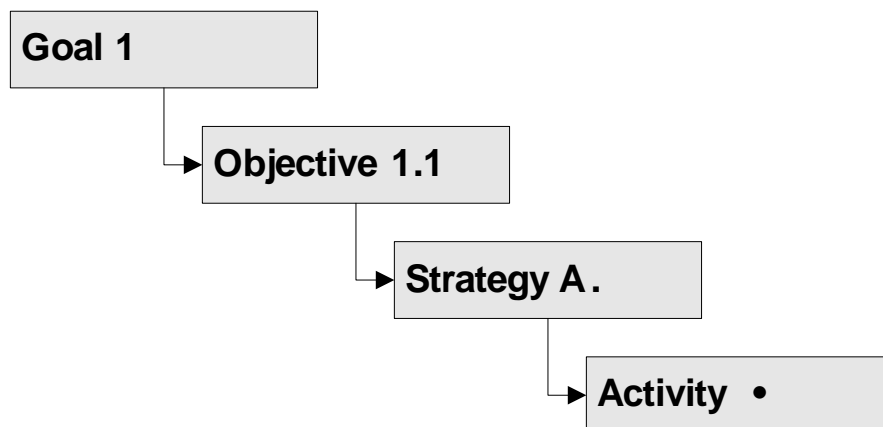 Goal 1
Objective 1.1
Strategy A.
Activity •